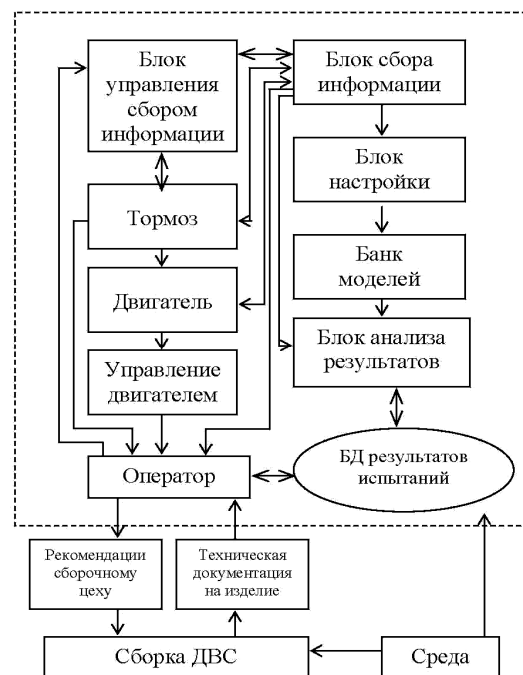 Блок
управления
сбором
информации
Блок сбора
информации
Блок
настройки
Тормоз
Банк
моделей
Двигатель
Блок анализа
результатов
Управление
двигателем
Оператор
БД результатов
испытаний
Рекомендации
сборочному
цеху
Техническая
документация
на изделие
Сборка ДВС
Среда